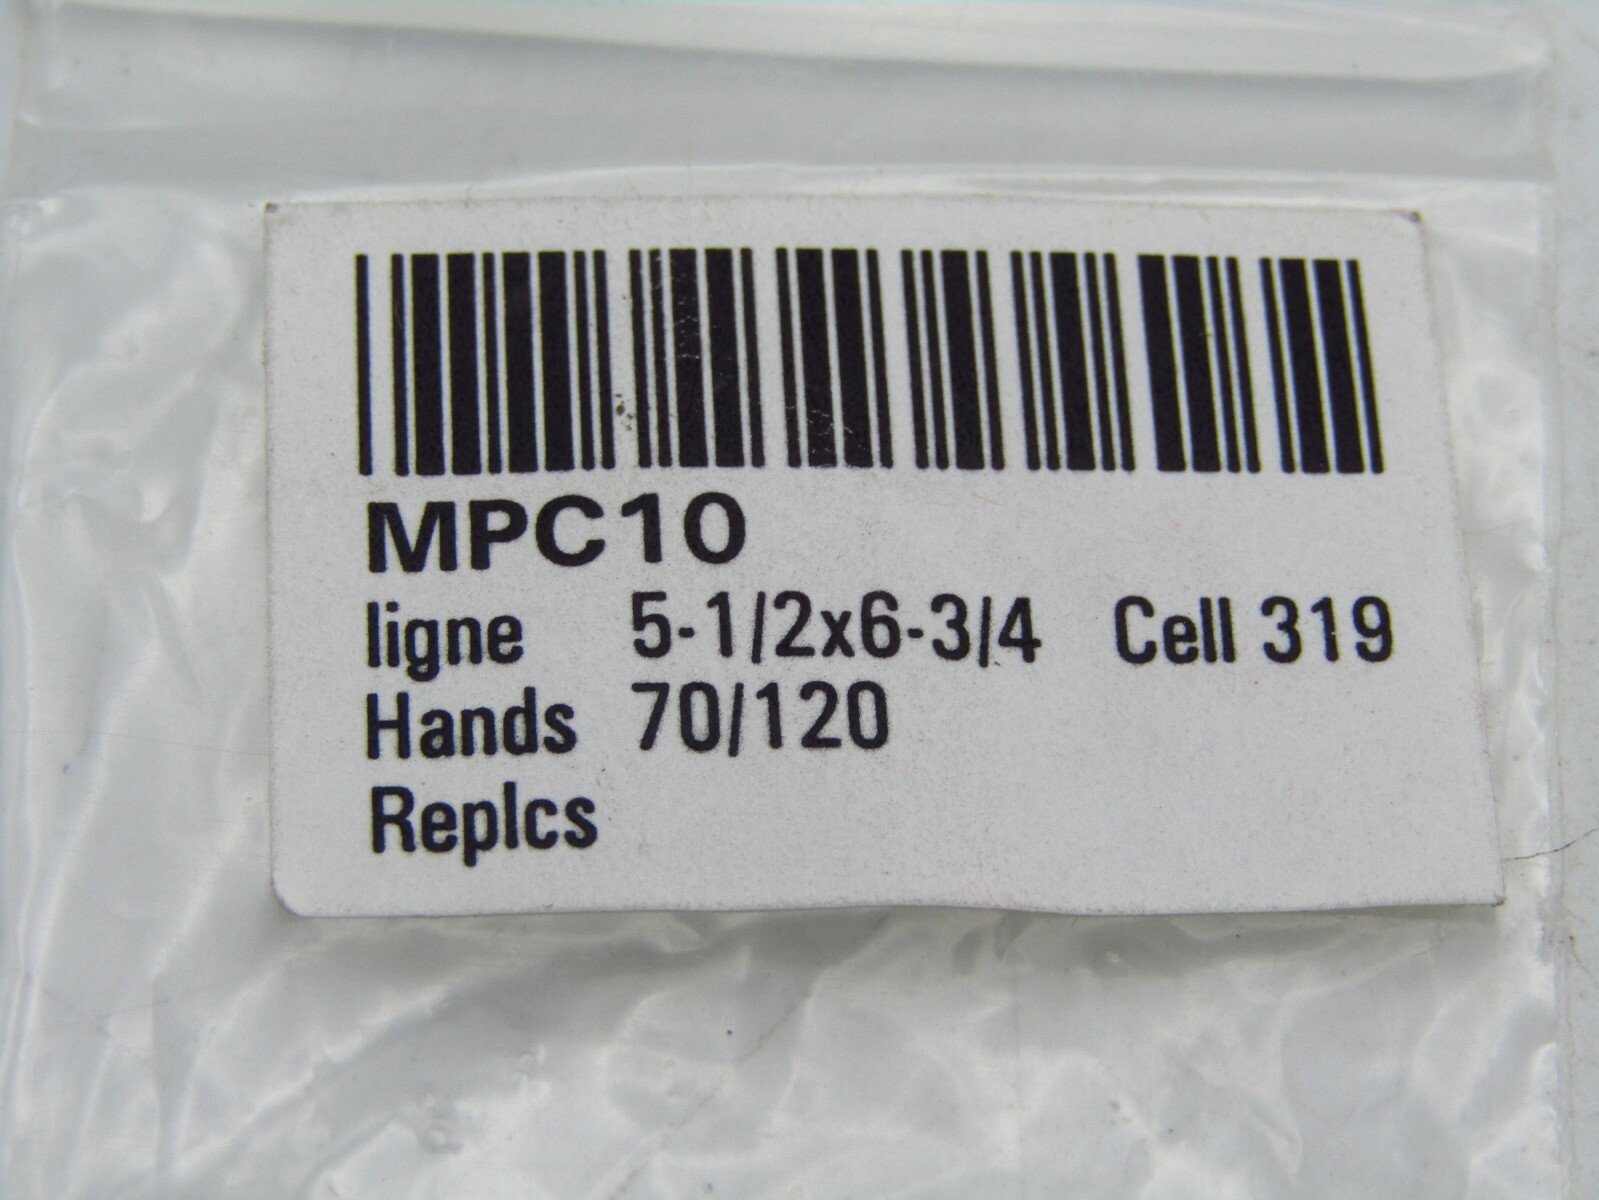 MPC10
ligne 5-1/2x6-3/4 Cell 319
Hands 70/120
Replcs